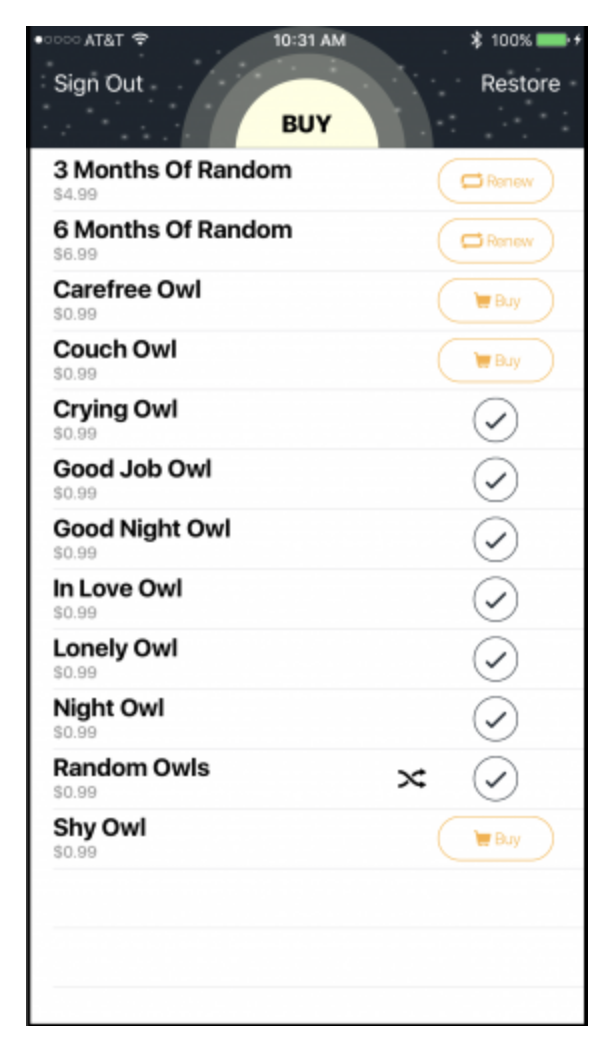 AT&T 10:31 AM 100%
Sign Out Restore
BUY
3 Months Of Random
$4.99
Renew
6 Months Of Random
$6.99
Renew
Carefree Owl
$0.99
Buy
Couch Owl
$0.99
Buy
Crying Owl
$0.99
Good Job Owl
$0.99
Good Night Owl
$0.99
In Love Owl
$0.99
Lonely Owl
$0.99
Night Owl
$0.99
Random Owls
$0.99
Shy Owl
$0.99
Buy